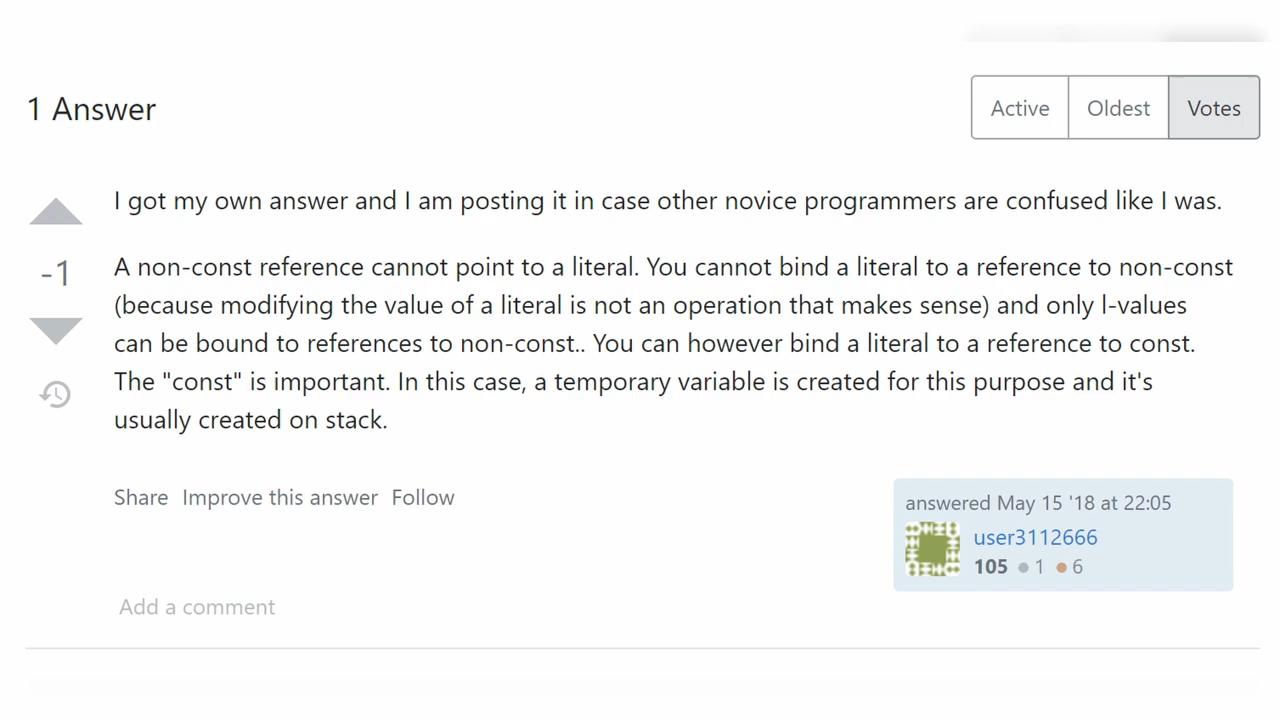 1 Answer
Active Oldest Votes
I got my own answer and I am posting it in case other novice programmers are confused like I was.
-1
A non-const reference cannot point to a literal. You cannot bind a literal to a reference to non-const
(because modifying the value of a literal is not an operation that makes sense) and only l-values
can be bound to references to non-const.. You can however bind a literal to a reference to const.
The "const" is important. In this case, a temporary variable is created for this purpose and it's
usually created on stack.
Share Improve this answer Follow
answered May 15 '18 at 22:05
user3112666
105 ● 1 ● 6
Add a comment